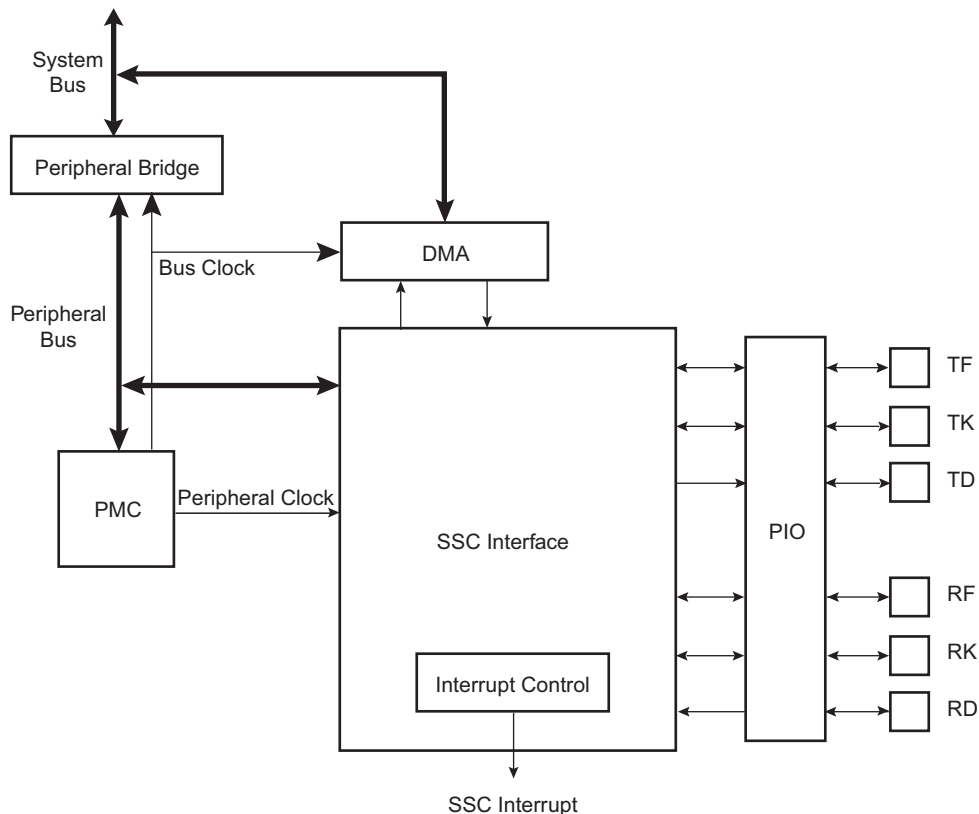 System
Bus
Peripheral Bridge
DMA
Bus Clock
Peripheral
Bus
TF
TK
TD
PMC
Peripheral Clock
SSC Interface
PIO
RF
RK
RD
Interrupt Control
SSC Interrupt